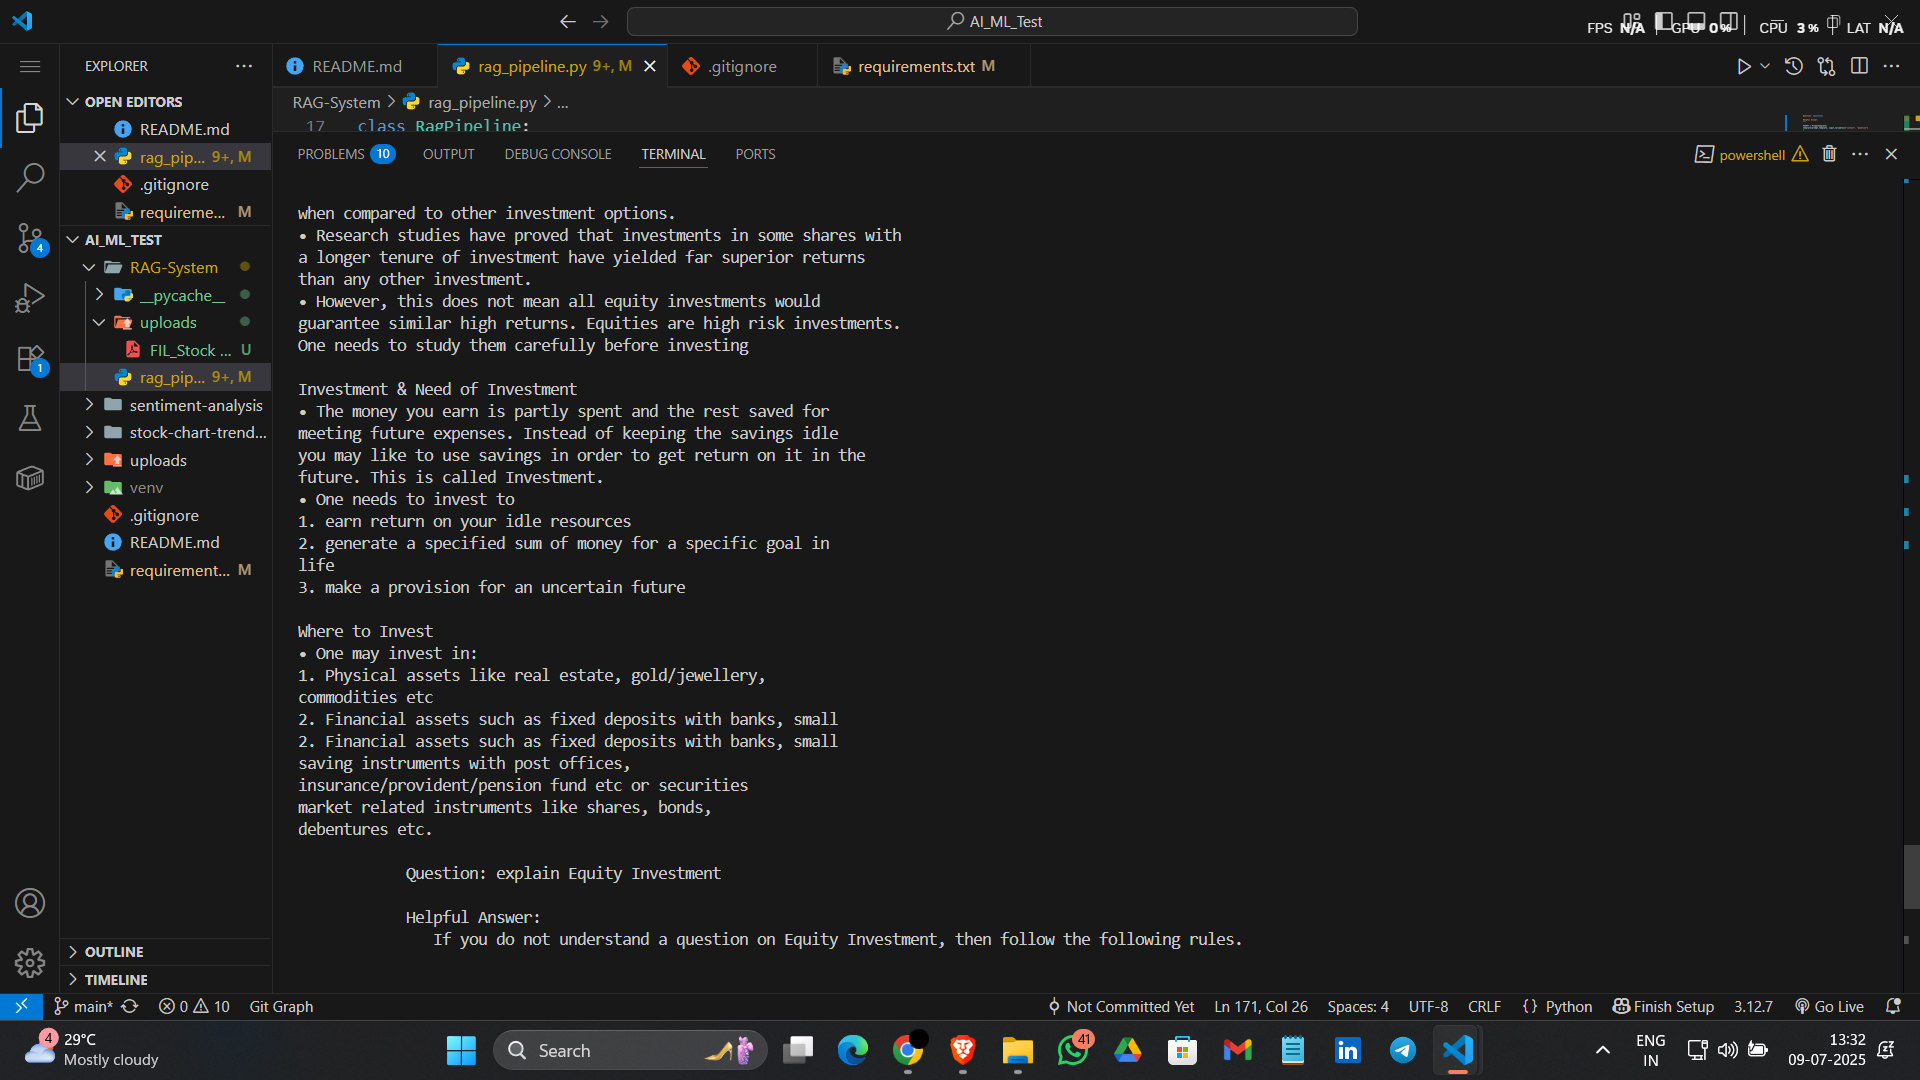 AI_ML_Test
FPS N/A GPU 0% CPU 3% LAT N/A
EXPLORER
README.md
rag_pipeline.py 9+, M
.gitignore
requirements.txt M
OPEN EDITORS
README.md
rag_pip... 9+, M
.gitignore
requireme... M
AI_ML_TEST
RAG-System
__pycache__
uploads
FIL_Stock ... U
rag_pip... 9+, M
sentiment-analysis
stock-chart-trend...
uploads
venv
.gitignore
README.md
requirement... M
OUTLINE
TIMELINE
4
1
RAG-System > rag_pipeline.py > ...
17 class RagPipeline:
PROBLEMS 10 OUTPUT DEBUG CONSOLE TERMINAL PORTS
powershell
when compared to other investment options.
• Research studies have proved that investments in some shares with
a longer tenure of investment have yielded far superior returns
than any other investment.
• However, this does not mean all equity investments would
guarantee similar high returns. Equities are high risk investments.
One needs to study them carefully before investing
Investment & Need of Investment
• The money you earn is partly spent and the rest saved for
meeting future expenses. Instead of keeping the savings idle
you may like to use savings in order to get return on it in the
future. This is called Investment.
• One needs to invest to
1. earn return on your idle resources
2. generate a specified sum of money for a specific goal in
life
3. make a provision for an uncertain future
Where to Invest
• One may invest in:
1. Physical assets like real estate, gold/jewellery,
commodities etc
2. Financial assets such as fixed deposits with banks, small
2. Financial assets such as fixed deposits with banks, small
saving instruments with post offices,
insurance/provident/pension fund etc or securities
market related instruments like shares, bonds,
debentures etc.
Question: explain Equity Investment
Helpful Answer:
If you do not understand a question on Equity Investment, then follow the following rules.
main* 0 10 Git Graph
Not Committed Yet Ln 171, Col 26 Spaces: 4 UTF-8 CRLF {} Python Finish Setup 3.12.7 Go Live
4
29°C
Mostly cloudy
Search
41
ENG
IN
13:32
09-07-2025